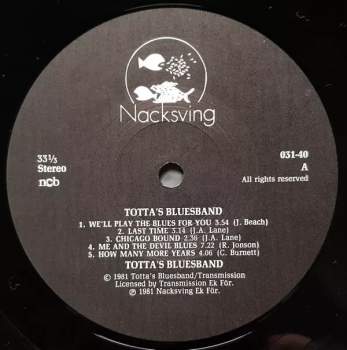 Nacksving
33⅓
Stereo
ncb
031-40
A
All rights reserved
TOTTA'S BLUESBAND
1. WE'LL PLAY THE BLUES FOR YOU 3.54 (J. Beach)
2. LAST TIME 3.14 (J.A. Lane)
3. CHICAGO BOUND 2.36 (J.A. Lane)
4. ME AND THE DEVIL BLUES 7.22 (R. Jonson)
5. HOW MANY MORE YEARS 4.06 (C. Burnett)
TOTTA'S BLUESBAND
© 1981 Totta's Bluesband/Transmission
Licensed by Transmission Ek För.
℗ 1981 Nacksving Ek För.